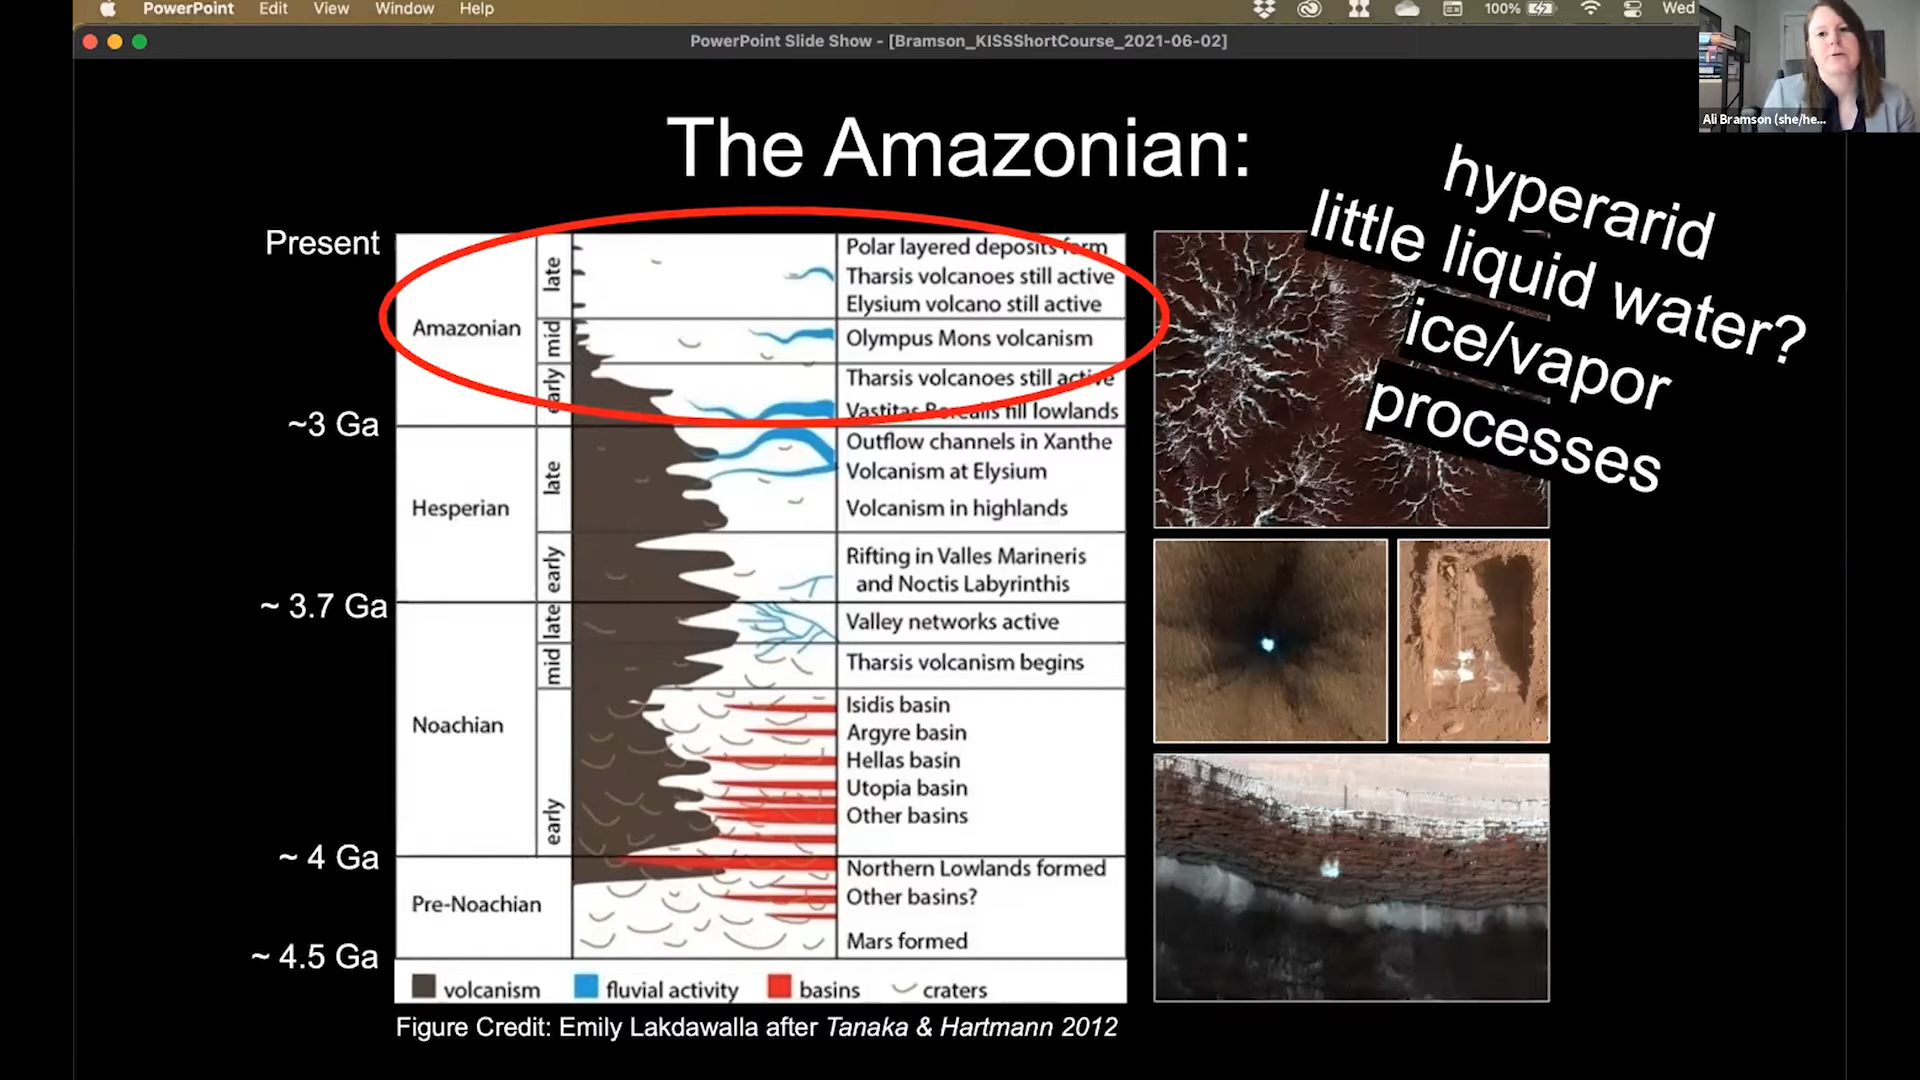 PowerPoint Edit View Window Help
100% Wed
PowerPoint Slide Show - [Bramson_KISSShortCourse_2021-06-02]
Ali Bramson (she/he...
The Amazonian:
hyperarid
little liquid water?
ice/vapor
processes
Present
~3 Ga
~ 3.7 Ga
~ 4 Ga
~ 4.5 Ga
Amazonian
late
Polar layered deposits form
Tharsis volcanoes still active
Elysium volcano still active
mid
Olympus Mons volcanism
early
Tharsis volcanoes still active
Vastitas Borealis fill lowlands
Hesperian
late
Outflow channels in Xanthe
Volcanism at Elysium
Volcanism in highlands
early
Rifting in Valles Marineris
and Noctis Labyrinthis
Noachian
late
Valley networks active
mid
Tharsis volcanism begins
early
Isidis basin
Argyre basin
Hellas basin
Utopia basin
Other basins
Pre-Noachian
Northern Lowlands formed
Other basins?
Mars formed
volcanism fluvial activity basins craters
Figure Credit: Emily Lakdawalla after Tanaka & Hartmann 2012